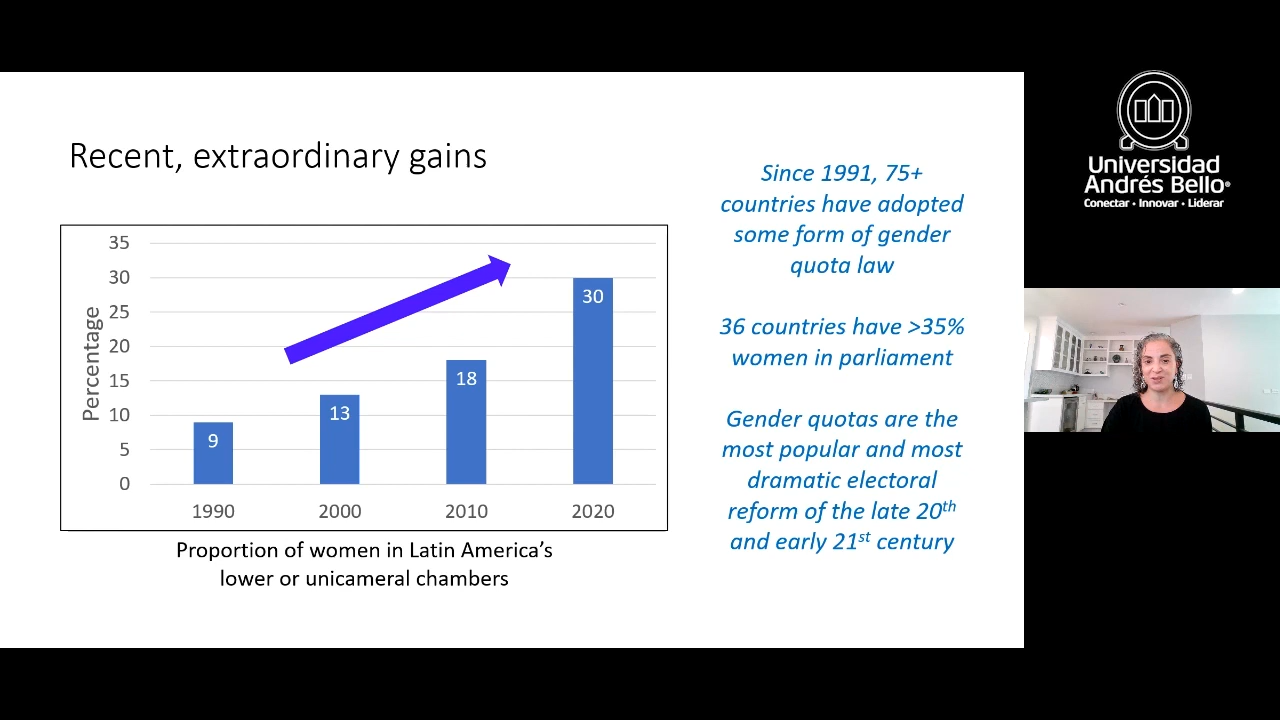 Recent, extraordinary gains
35
30
25
20
15
10
5
0
Percentage
9
13
18
30
1990
2000
2010
2020
Proportion of women in Latin America’s
lower or unicameral chambers
Since 1991, 75+
countries have adopted
some form of gender
quota law
36 countries have >35%
women in parliament
Gender quotas are the
most popular and most
dramatic electoral
reform of the late 20th
and early 21st century
Universidad
Andrés Bello®
Conectar • Innovar • Liderar